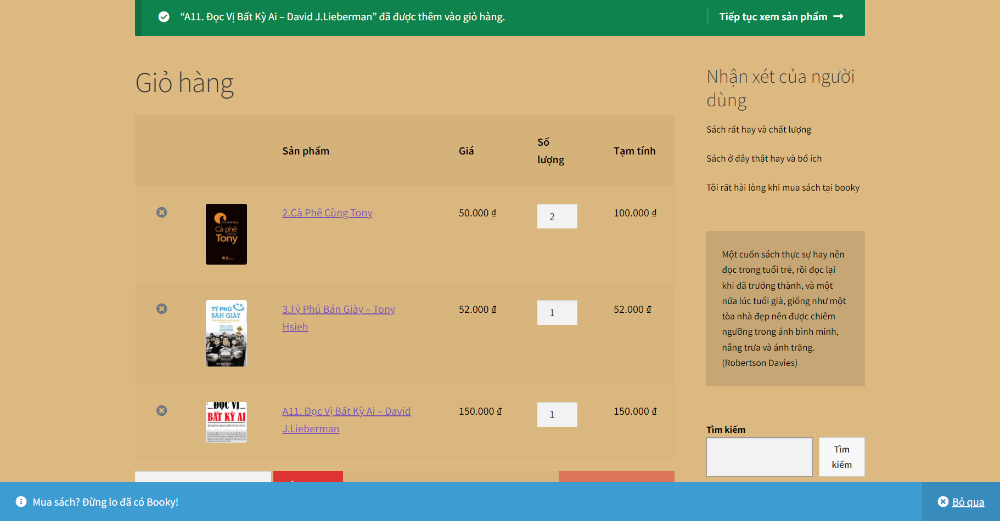 “A11. Đọc Vị Bất Kỳ Ai – David J.Lieberman” đã được thêm vào giỏ hàng.
Tiếp tục xem sản phẩm
Giỏ hàng
Sản phẩm
Giá
Số
lượng
Tạm tính
2.Cà Phê Cùng Tony
50.000 ₫
2
100.000 ₫
Cà phê
cùng
Tony
3.Tỷ Phú Bán Giày – Tony
Hsieh
52.000 ₫
1
52.000 ₫
TỶ PHÚ
BÁN GIÀY
A11. Đọc Vị Bất Kỳ Ai – David
J.Lieberman
150.000 ₫
1
150.000 ₫
ĐỌC VỊ
BẤT KỲ AI
ĐỂ KHÔNG BỊ LỪA DỐI VÀ LỢI DỤNG
Nhận xét của người
dùng
Sách rất hay và chất lượng
Sách ở đây thật hay và bổ ích
Tôi rất hài lòng khi mua sách tại booky
Một cuốn sách thực sự hay nên
đọc trong tuổi trẻ, rồi đọc lại
khi đã trưởng thành, và một
nửa lúc tuổi già, giống như một
tòa nhà đẹp nên được chiêm
ngưỡng trong ánh bình minh,
nắng trưa và ánh trăng.
(Robertson Davies)
Tìm kiếm
Tìm
kiếm
Mua sách? Đừng lo đã có Booky!
Bỏ qua